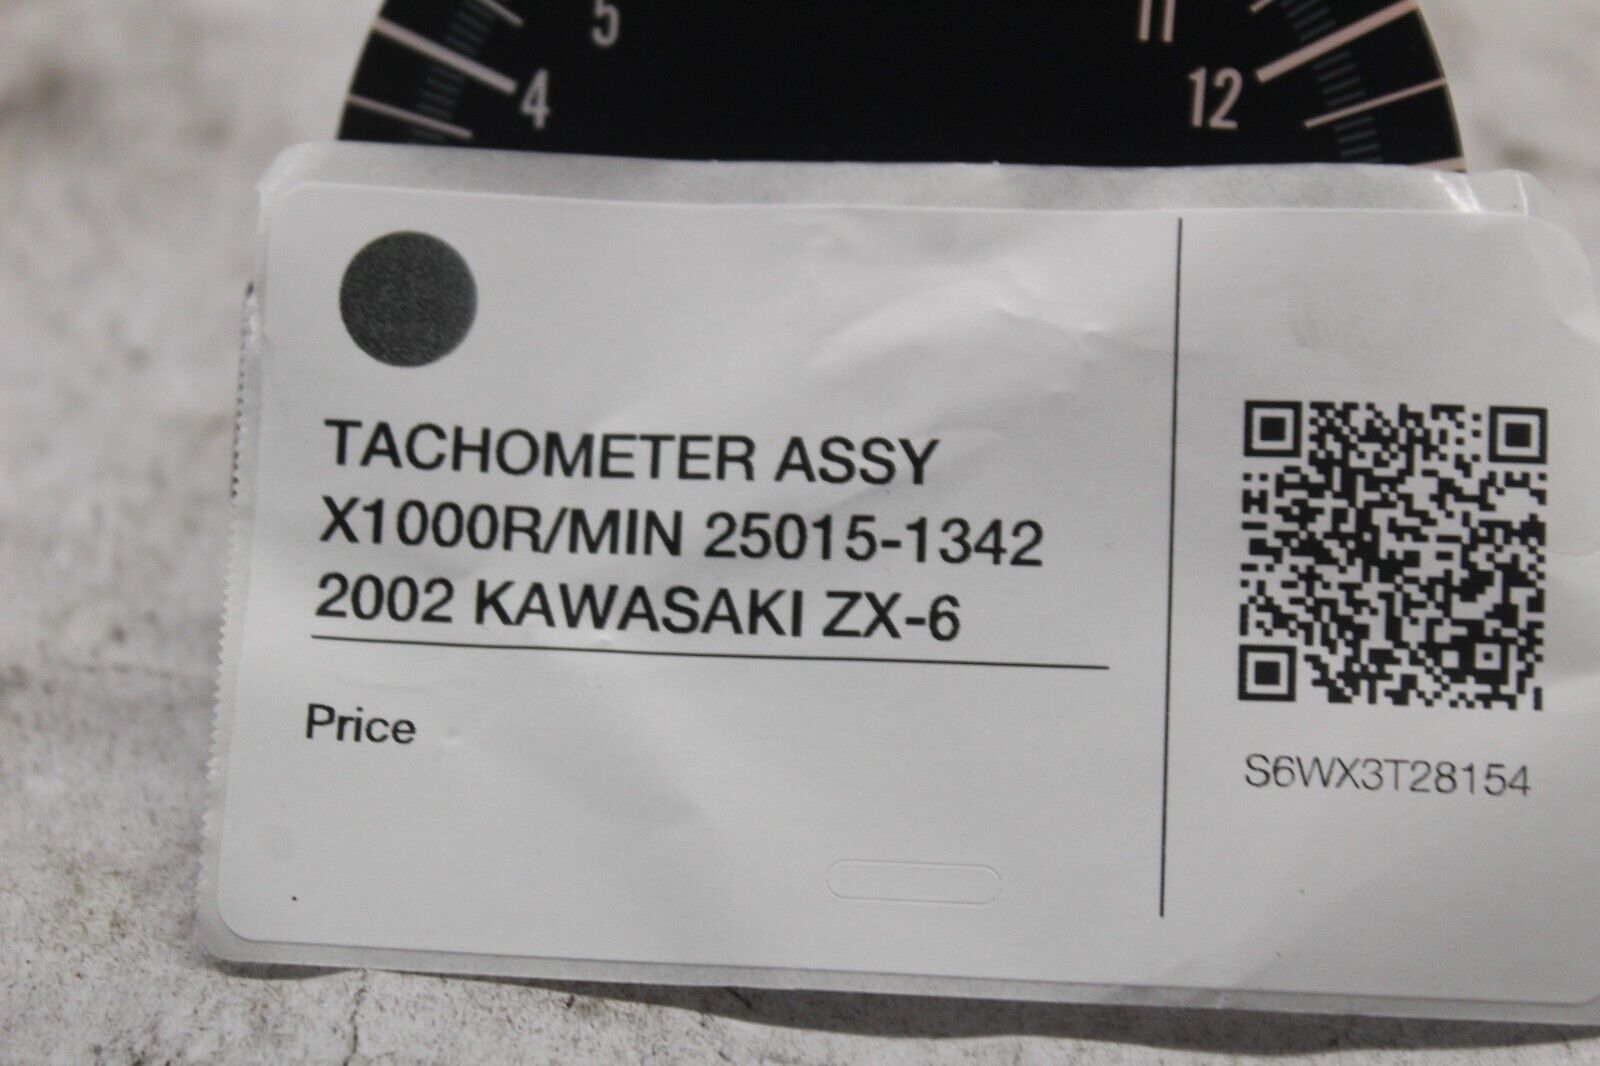 5
11
4
12
TACHOMETER ASSY
X1000R/MIN 25015-1342
2002 KAWASAKI ZX-6
Price
S6WX3T28154